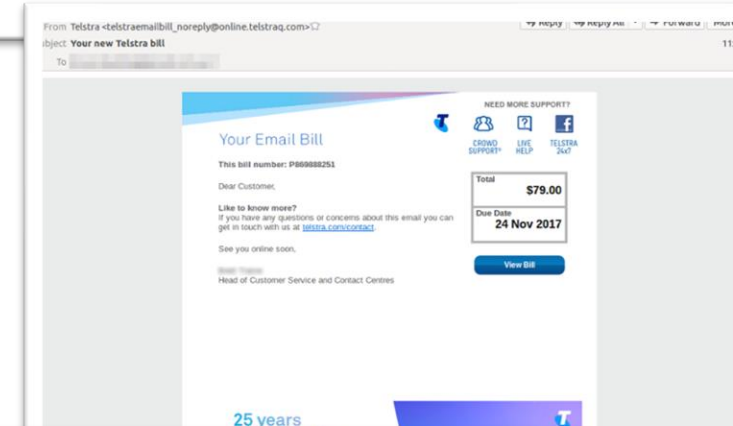 From Telstra <telstraemailbill_noreply@online.telstraq.com>
Reply Reply All Forward More
bject Your new Telstra bill
11:
To
NEED MORE SUPPORT?
CROWD SUPPORT®
LIVE HELP
TELSTRA 24x7
Your Email Bill
This bill number: P869888251
Dear Customer,
Like to know more?
If you have any questions or concerns about this email you can
get in touch with us at telstra.com/contact.
See you online soon,
Head of Customer Service and Contact Centres
Total
$79.00
Due Date
24 Nov 2017
View Bill
25 years